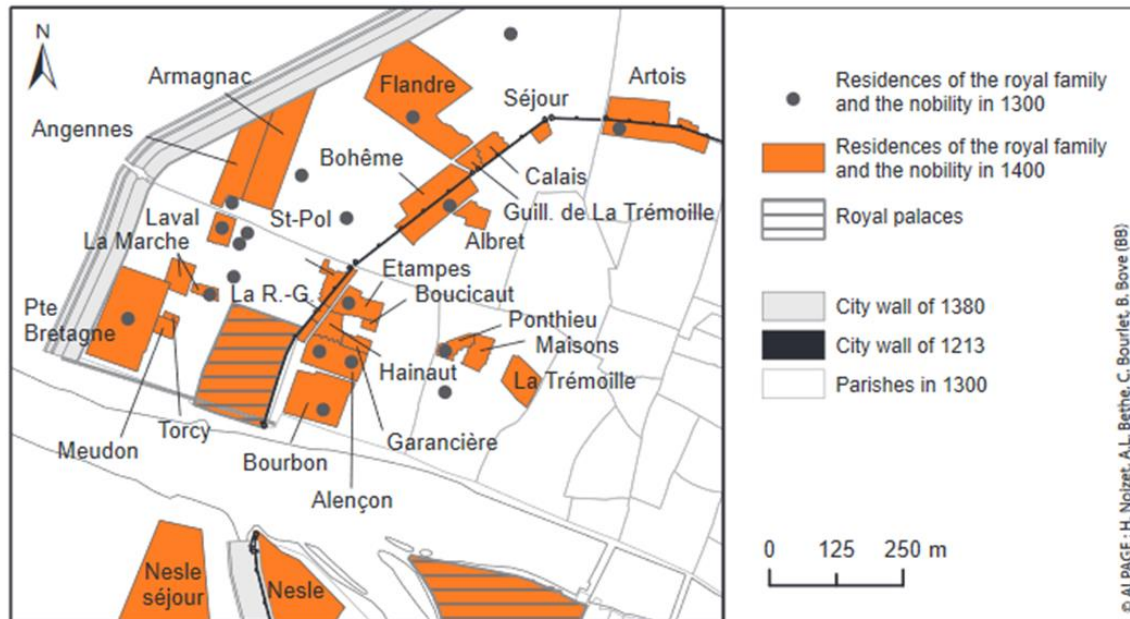 N
Armagnac
Angennes
Flandre
Séjour
Artois
Bohême
Calais
Guill. de La Trémoille
Laval
St-Pol
La Marche
Albret
Etampes
La R.-G.
Boucicaut
Pte
Bretagne
Ponthieu
Maisons
Hainaut
La Trémoille
Meudon
Torcy
Garancière
Bourbon
Alençon
Nesle
séjour
Nesle
Residences of the royal family
and the nobility in 1300
Residences of the royal family
and the nobility in 1400
Royal palaces
City wall of 1380
City wall of 1213
Parishes in 1300
0 125 250 m
© ALPAGE : H. Noizet, A.L. Bethe, C. Bourlet, B. Bove (BB)